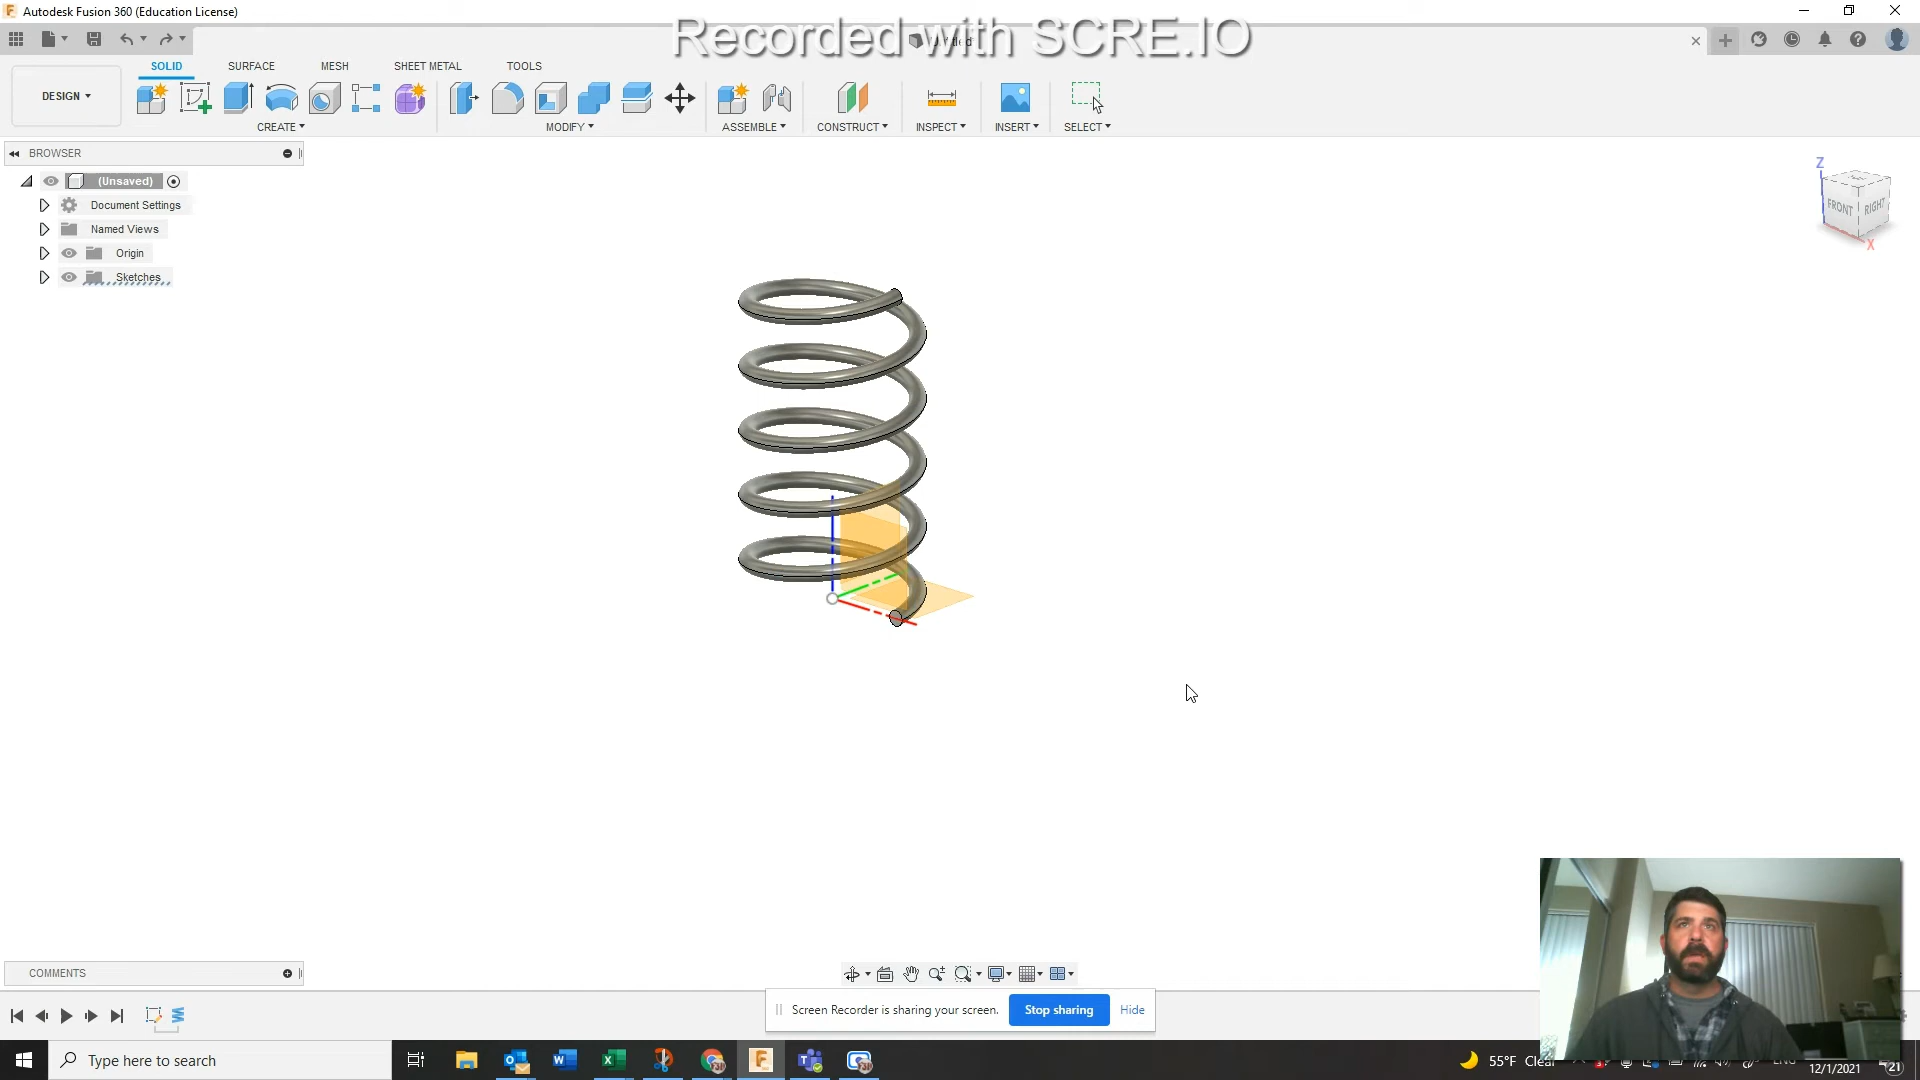 Autodesk Fusion 360 (Education License)
Recorded with SCRE.IO
SOLID SURFACE MESH SHEET METAL TOOLS
DESIGN
CREATE MODIFY ASSEMBLE CONSTRUCT INSPECT INSERT SELECT
BROWSER
(Unsaved)
Document Settings
Named Views
Origin
Sketches
Z
FRONT RIGHT
X
COMMENTS
Screen Recorder is sharing your screen. Stop sharing Hide
Type here to search
55°F Clear
12/1/2021
21